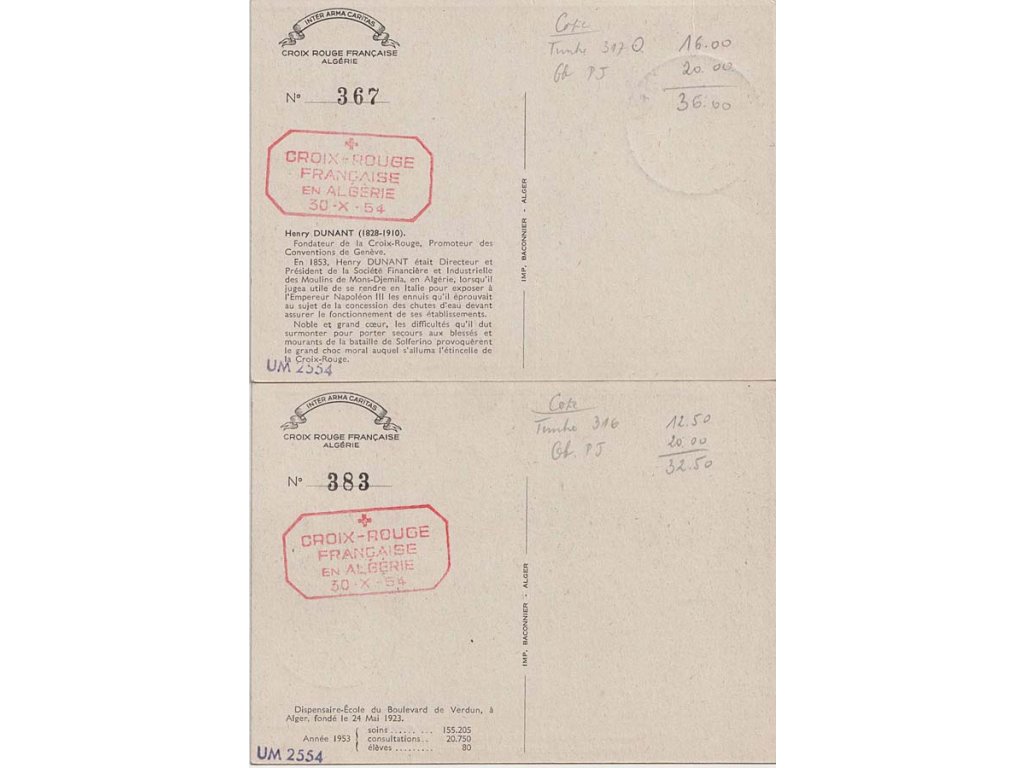 INTER ARMA CARITAS
CROIX ROUGE FRANÇAISE
ALGÉRIE
N° 367
CROIX-ROUGE
FRANÇAISE
EN ALGÉRIE
30-X-54
Henry DUNANT (1828-1910).
Fondateur de la Croix-Rouge, Promoteur des
Conventions de Genève.
En 1853, Henry DUNANT était Directeur et
Président de la Société Financière et Industrielle
des Moulins de Mons-Djemila, en Algérie, lorsqu'il
jugea utile de se rendre en Italie pour exposer à
l'Empereur Napoléon III les ennuis qu'il éprouvait
au sujet de la concession des chutes d'eau devant
assurer le fonctionnement de ses établissements.
Noble et grand cœur, les difficultés qu'il dut
surmonter pour porter secours aux blessés et
mourants de la bataille de Solferino provoquèrent
le grand choc moral auquel s'alluma l'étincelle de
la Croix-Rouge.
UM 2554
IMP. BACONNIER - ALGER
Cote
Timbre 317 16.00
Ob. PJ 20.00
36.00
INTER ARMA CARITAS
CROIX ROUGE FRANÇAISE
ALGÉRIE
N° 383
CROIX-ROUGE
FRANÇAISE
EN ALGÉRIE
30-X-54
Dispensaire-École du Boulevard de Verdun, à
Alger, fondé le 24 Mai 1923.
Année 1953 { soins ........ 155.205
consultations .. 20.750
élèves ......... 80
UM 2554
IMP. BACONNIER - ALGER
Cote
Timbre 316 12.50
Ob. PJ 20.00
32.50